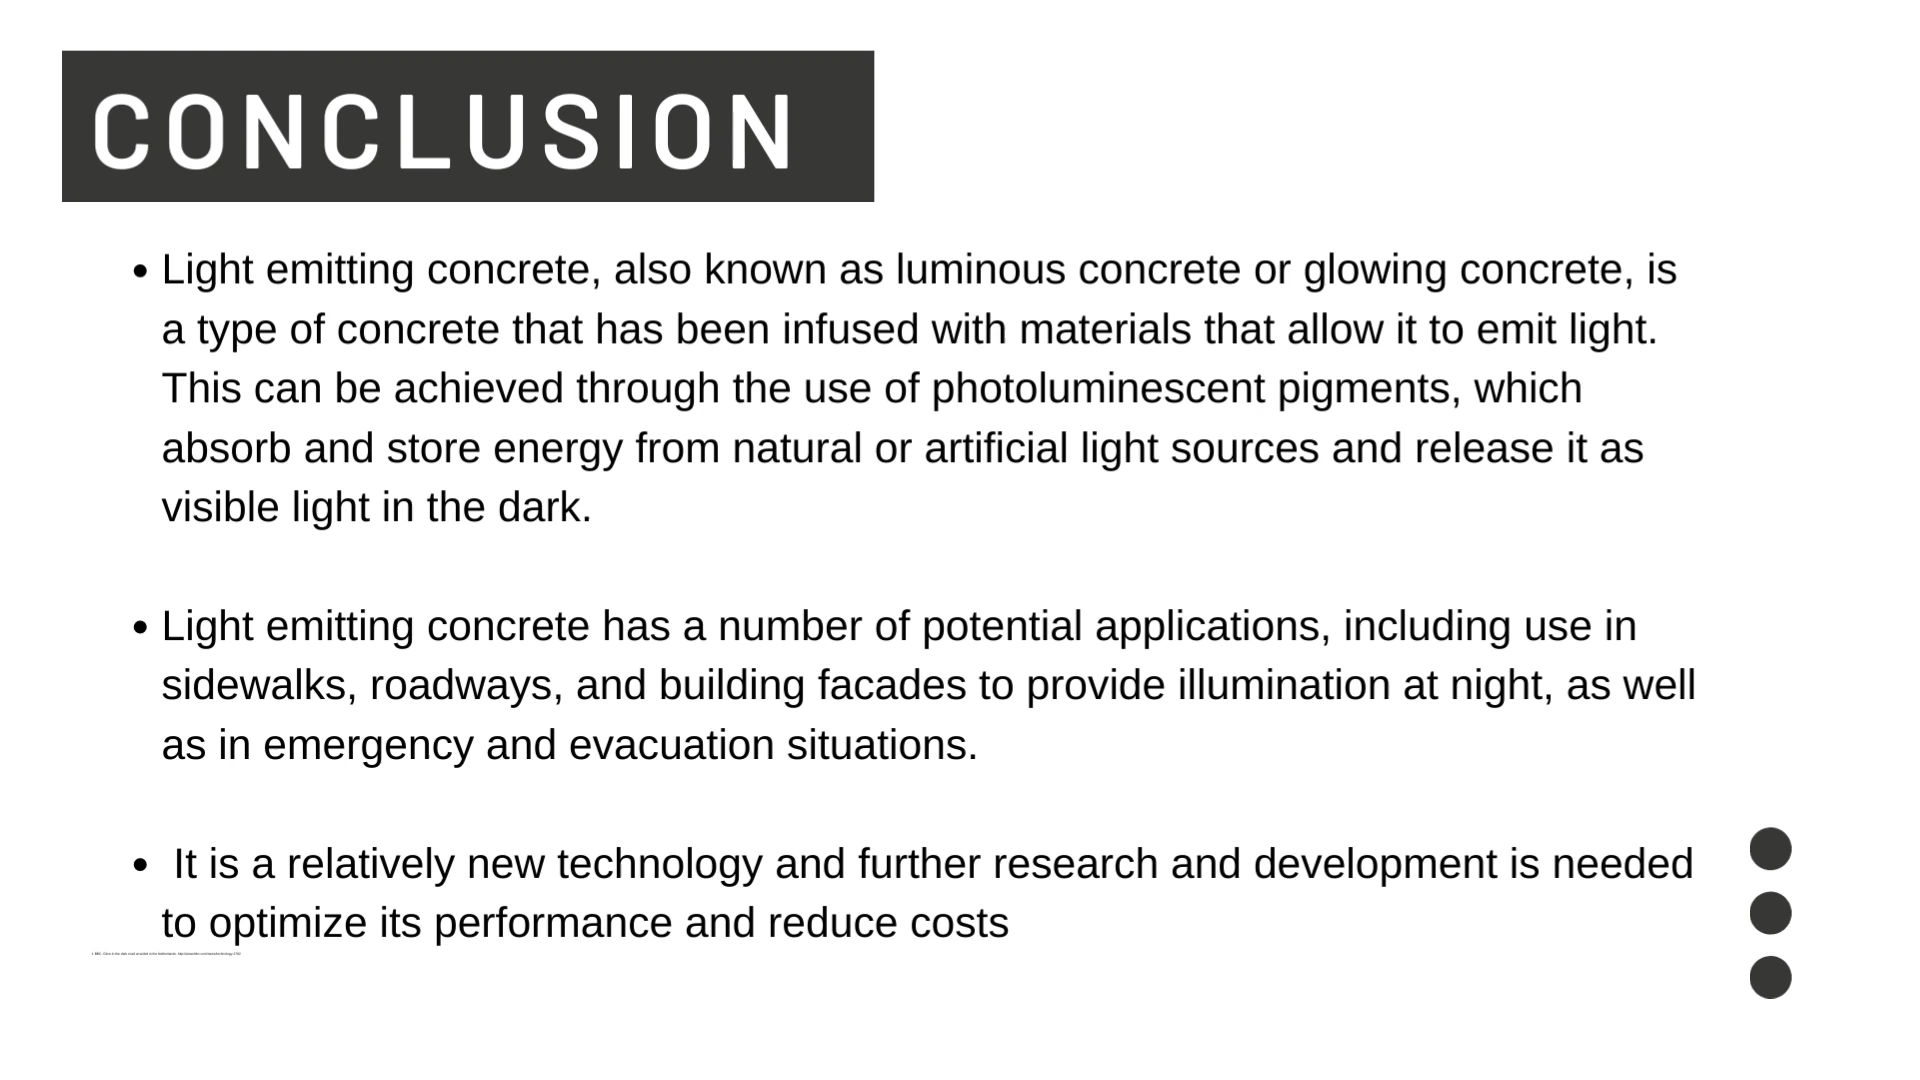 CONCLUSION
• Light emitting concrete, also known as luminous concrete or glowing concrete, is
a type of concrete that has been infused with materials that allow it to emit light.
This can be achieved through the use of photoluminescent pigments, which
absorb and store energy from natural or artificial light sources and release it as
visible light in the dark.
• Light emitting concrete has a number of potential applications, including use in
sidewalks, roadways, and building facades to provide illumination at night, as well
as in emergency and evacuation situations.
• It is a relatively new technology and further research and development is needed
to optimize its performance and reduce costs